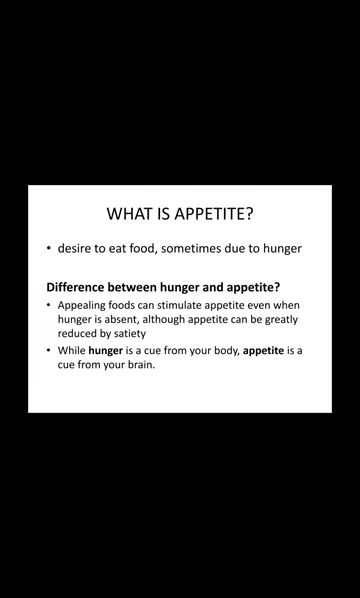 WHAT IS APPETITE?
• desire to eat food, sometimes due to hunger
Difference between hunger and appetite?
• Appealing foods can stimulate appetite even when
hunger is absent, although appetite can be greatly
reduced by satiety
• While hunger is a cue from your body, appetite is a
cue from your brain.